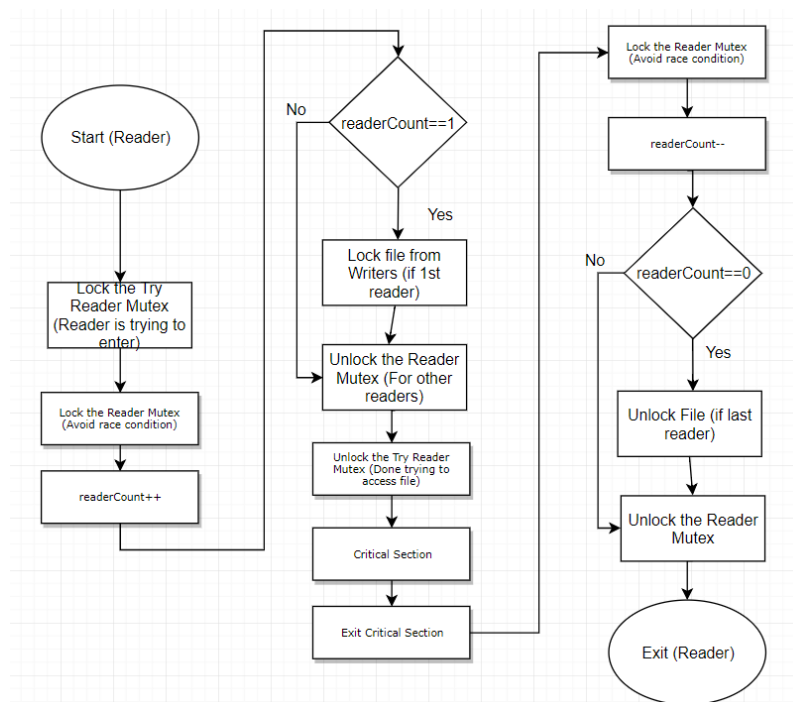 Start (Reader)
Lock the Try
Reader Mutex
(Reader is trying to
enter)
Lock the Reader Mutex
(Avoid race condition)
readerCount++
readerCount==1
No
Yes
Lock file from
Writers (if 1st
reader)
Unlock the Reader
Mutex (For other
readers)
Unlock the Try Reader
Mutex (Done trying to
access file)
Critical Section
Exit Critical Section
Lock the Reader Mutex
(Avoid race condition)
readerCount--
readerCount==0
No
Yes
Unlock File (if last
reader)
Unlock the Reader
Mutex
Exit (Reader)